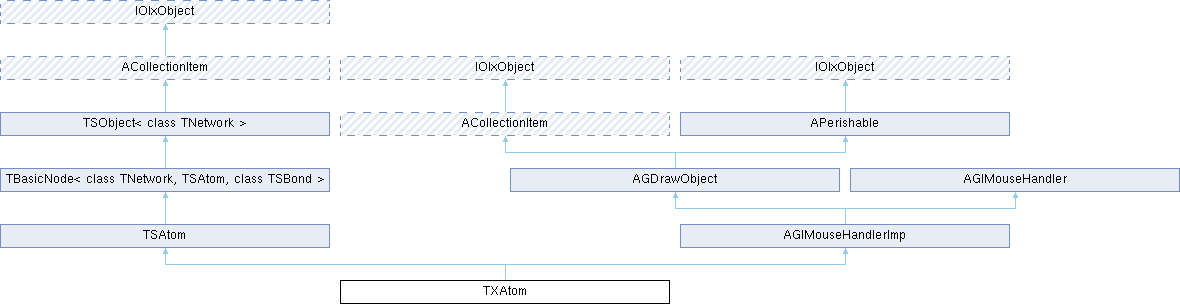 IOlxObject
ACollectionItem
IOlxObject
IOlxObject
TSObject< class TNetwork >
ACollectionItem
APerishable
TBasicNode< class TNetwork, TSAtom, class TSBond >
AGDrawObject
AGlMouseHandler
TSAtom
AGlMouseHandlerImp
TXAtom